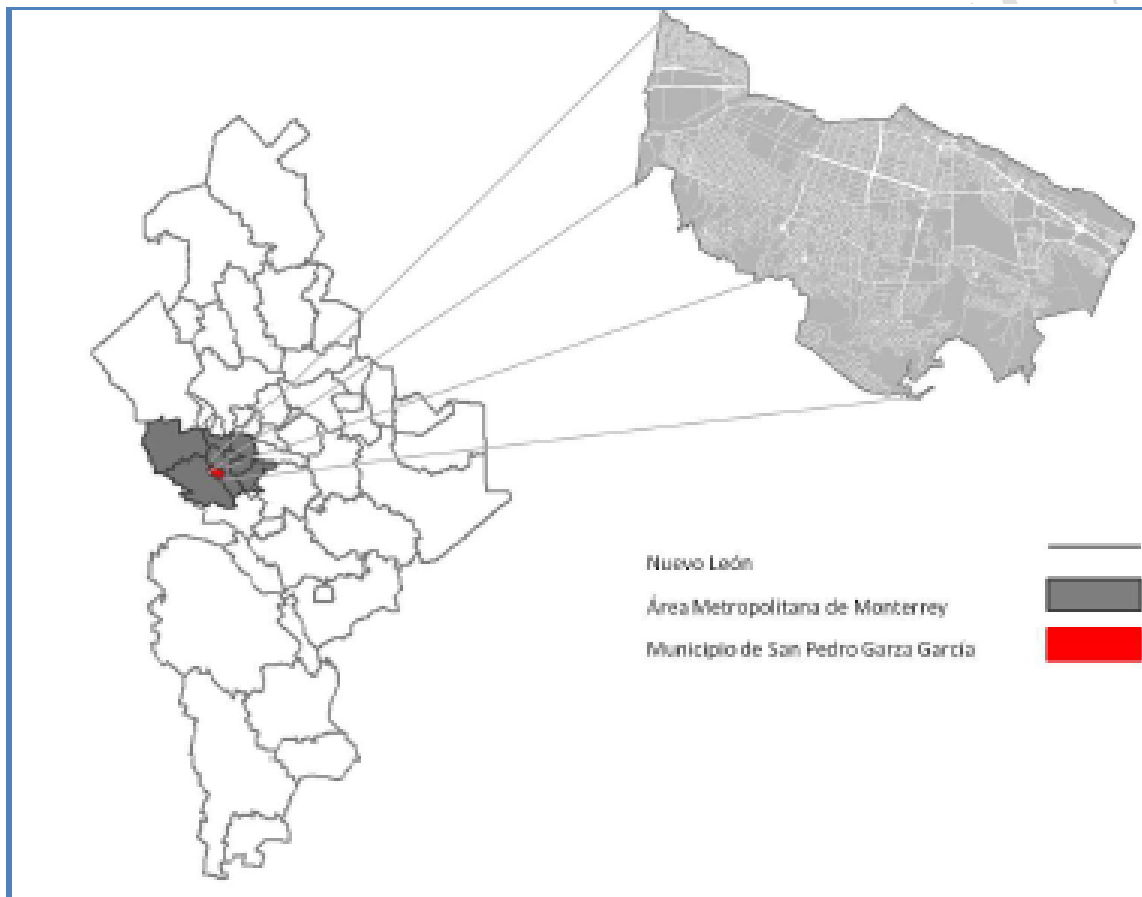 Nuevo León
Área Metropolitana de Monterrey
Municipio de San Pedro Garza García